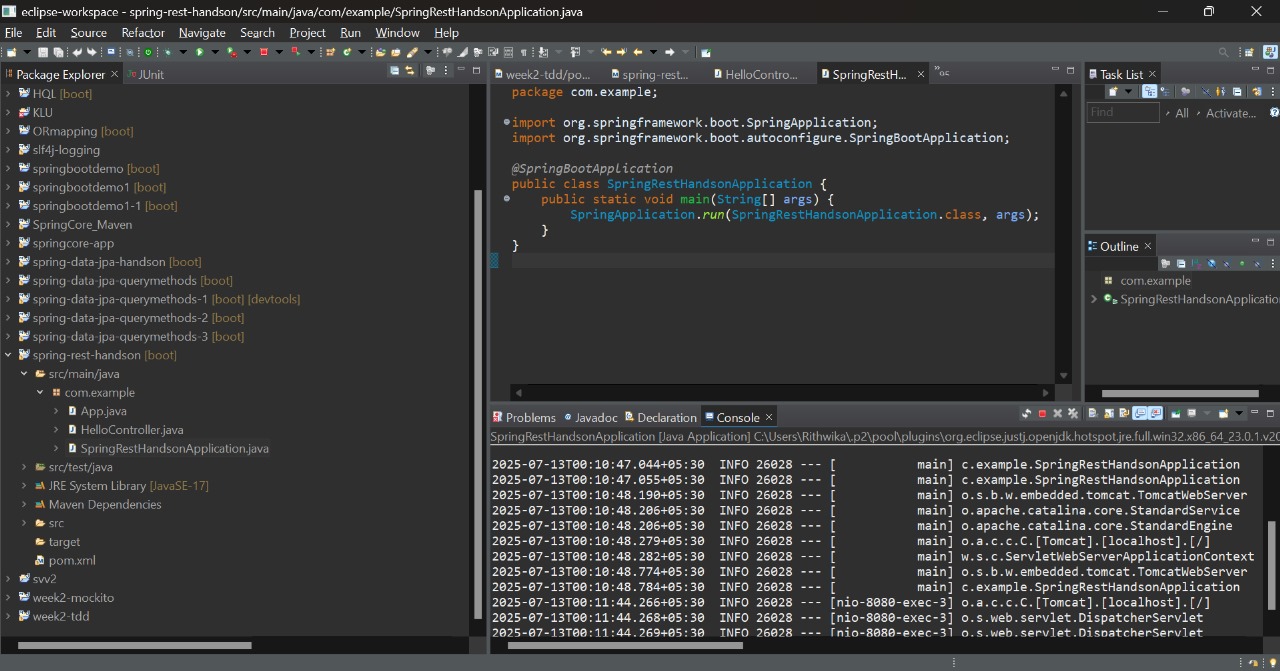 eclipse-workspace - spring-rest-handson/src/main/java/com/example/SpringRestHandsonApplication.java
File Edit Source Refactor Navigate Search Project Run Window Help
Package Explorer
JUnit
HQL [boot]
KLU
ORmapping [boot]
slf4j-logging
springbootdemo [boot]
springbootdemo1 [boot]
springbootdemo1-1 [boot]
SpringCore_Maven
springcore-app
spring-data-jpa-handson [boot]
spring-data-jpa-querymethods [boot]
spring-data-jpa-querymethods-1 [boot] [devtools]
spring-data-jpa-querymethods-2 [boot]
spring-data-jpa-querymethods-3 [boot]
spring-rest-handson [boot]
src/main/java
com.example
App.java
HelloController.java
SpringRestHandsonApplication.java
src/test/java
JRE System Library [JavaSE-17]
Maven Dependencies
src
target
pom.xml
svv2
week2-mockito
week2-tdd
week2-tdd/po...
spring-rest...
HelloContro...
SpringRestH...
package com.example;
import org.springframework.boot.SpringApplication;
import org.springframework.boot.autoconfigure.SpringBootApplication;
@SpringBootApplication
public class SpringRestHandsonApplication {
public static void main(String[] args) {
SpringApplication.run(SpringRestHandsonApplication.class, args);
}
}
Task List
Find
All
Activate...
Outline
com.example
SpringRestHandsonApplicatio
Problems
Javadoc
Declaration
Console
SpringRestHandsonApplication [Java Application] C:\Users\Rithwika\.p2\pool\plugins\org.eclipse.justj.openjdk.hotspot.jre.full.win32.x86_64_23.0.1.v20
2025-07-13T00:10:47.044+05:30 INFO 26028 --- [ main] c.example.SpringRestHandsonApplication
2025-07-13T00:10:47.055+05:30 INFO 26028 --- [ main] c.example.SpringRestHandsonApplication
2025-07-13T00:10:48.190+05:30 INFO 26028 --- [ main] o.s.b.w.embedded.tomcat.TomcatWebServer
2025-07-13T00:10:48.206+05:30 INFO 26028 --- [ main] o.apache.catalina.core.StandardService
2025-07-13T00:10:48.206+05:30 INFO 26028 --- [ main] o.apache.catalina.core.StandardEngine
2025-07-13T00:10:48.279+05:30 INFO 26028 --- [ main] o.a.c.c.C.[Tomcat].[localhost].[/]
2025-07-13T00:10:48.282+05:30 INFO 26028 --- [ main] w.s.c.ServletWebServerApplicationContext
2025-07-13T00:10:48.774+05:30 INFO 26028 --- [ main] o.s.b.w.embedded.tomcat.TomcatWebServer
2025-07-13T00:10:48.784+05:30 INFO 26028 --- [ main] c.example.SpringRestHandsonApplication
2025-07-13T00:11:44.266+05:30 INFO 26028 --- [nio-8080-exec-3] o.a.c.c.C.[Tomcat].[localhost].[/]
2025-07-13T00:11:44.268+05:30 INFO 26028 --- [nio-8080-exec-3] o.s.web.servlet.DispatcherServlet
2025-07-13T00:11:44.269+05:30 INFO 26028 --- [nio-8080-exec-3] o.s.web.servlet.DispatcherServlet